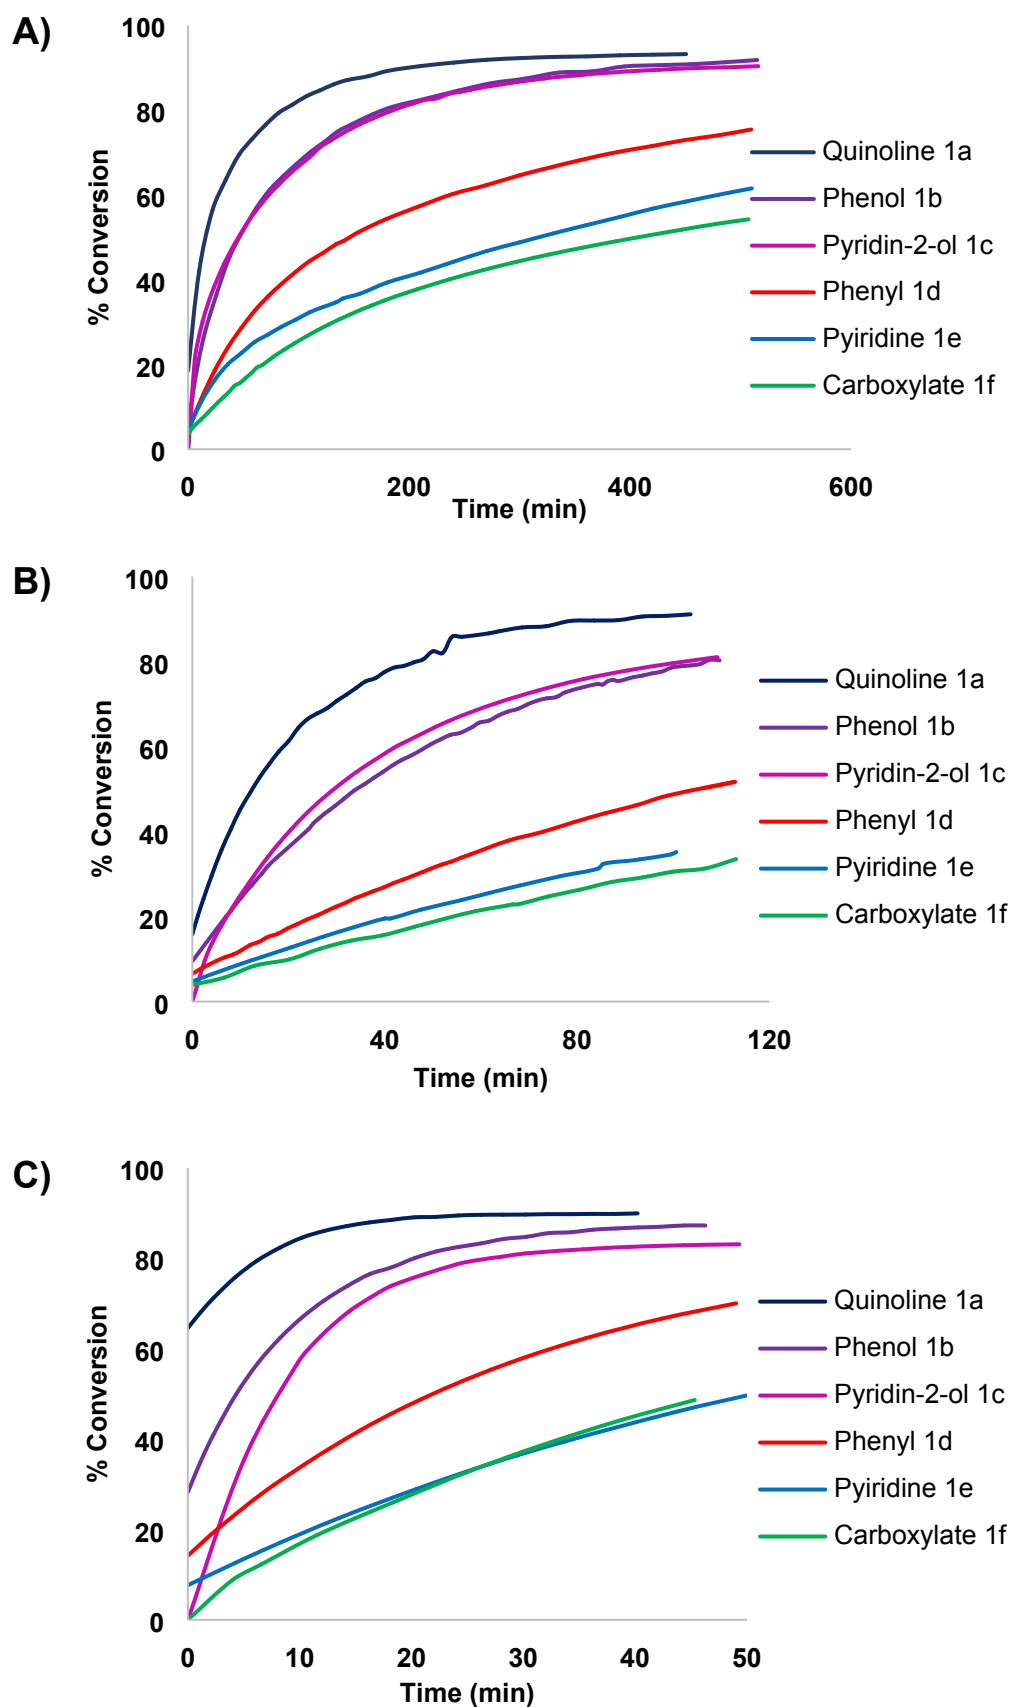 A)
100
80
60
40
20
0
% Conversion
0
200
400
600
Time (min)
Quinoline 1a
Phenol 1b
Pyridin-2-ol 1c
Phenyl 1d
Pyiridine 1e
Carboxylate 1f
B)
100
80
60
40
20
0
% Conversion
0
40
80
120
Time (min)
Quinoline 1a
Phenol 1b
Pyridin-2-ol 1c
Phenyl 1d
Pyiridine 1e
Carboxylate 1f
C)
100
80
60
40
20
0
% Conversion
0
10
20
30
40
50
Time (min)
Quinoline 1a
Phenol 1b
Pyridin-2-ol 1c
Phenyl 1d
Pyiridine 1e
Carboxylate 1f